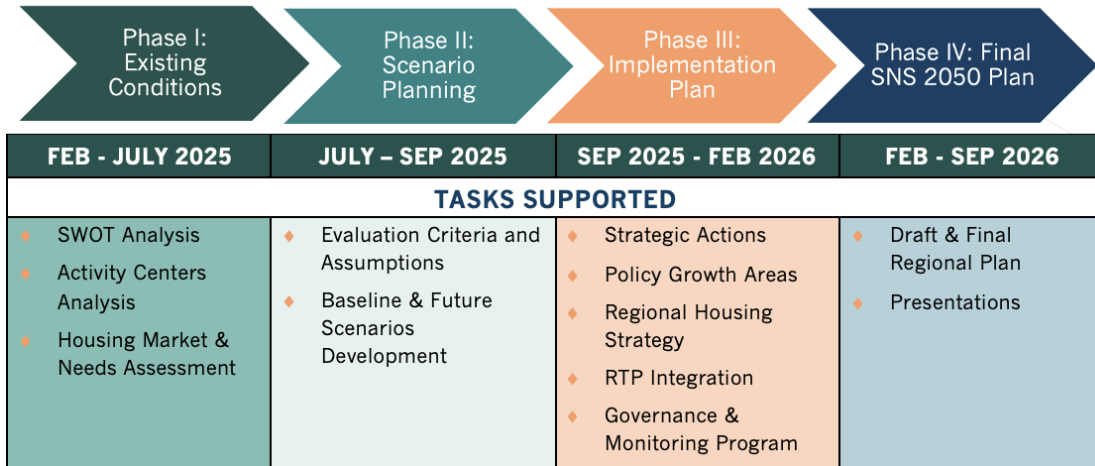 Phase I:
Existing
Conditions
Phase II:
Scenario
Planning
Phase III:
Implementation
Plan
Phase IV: Final
SNS 2050 Plan
FEB - JULY 2025
JULY – SEP 2025
SEP 2025 - FEB 2026
FEB - SEP 2026
TASKS SUPPORTED
SWOT Analysis
Activity Centers
Analysis
Housing Market &
Needs Assessment
Evaluation Criteria and
Assumptions
Baseline & Future
Scenarios
Development
Strategic Actions
Policy Growth Areas
Regional Housing
Strategy
RTP Integration
Governance &
Monitoring Program
Draft & Final
Regional Plan
Presentations